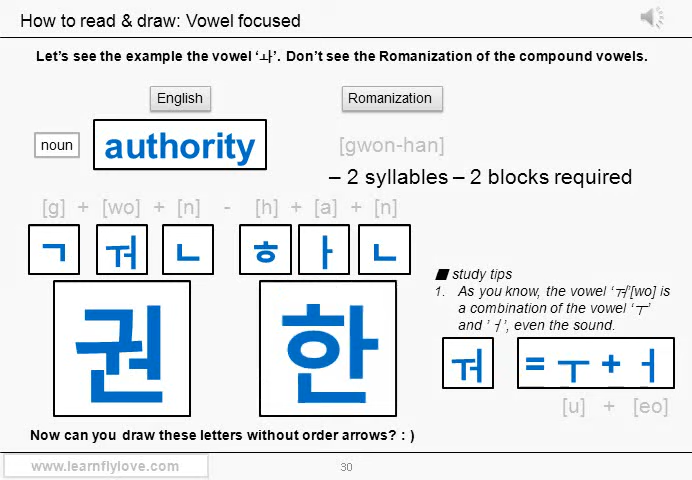 How to read & draw: Vowel focused
Let's see the example the vowel 'ㅘ'. Don't see the Romanization of the compound vowels.
English
Romanization
noun
authority
[gwon-han]
– 2 syllables – 2 blocks required
[g] + [wo] + [n] - [h] + [a] + [n]
ㄱ ㅝ ㄴ ㅎ ㅏ ㄴ
권 한
■ study tips
1. As you know, the vowel 'ㅝ'[wo] is
a combination of the vowel 'ㅜ'
and 'ㅓ', even the sound.
ㅝ = ㅜ + ㅓ
[u] + [eo]
Now can you draw these letters without order arrows? : )
www.learnflylove.com
30